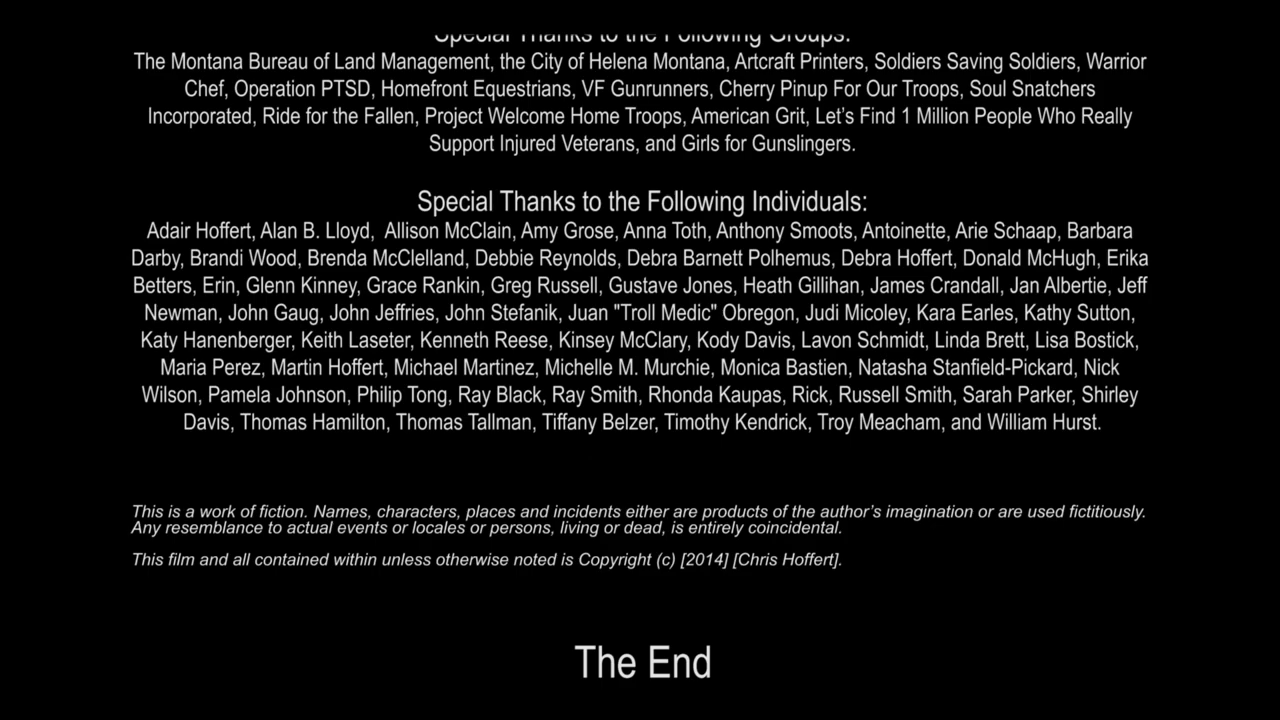 Special Thanks to the Following Groups:
The Montana Bureau of Land Management, the City of Helena Montana, Artcraft Printers, Soldiers Saving Soldiers, Warrior
Chef, Operation PTSD, Homefront Equestrians, VF Gunrunners, Cherry Pinup For Our Troops, Soul Snatchers
Incorporated, Ride for the Fallen, Project Welcome Home Troops, American Grit, Let’s Find 1 Million People Who Really
Support Injured Veterans, and Girls for Gunslingers.
Special Thanks to the Following Individuals:
Adair Hoffert, Alan B. Lloyd, Allison McClain, Amy Grose, Anna Toth, Anthony Smoots, Antoinette, Arie Schaap, Barbara
Darby, Brandi Wood, Brenda McClelland, Debbie Reynolds, Debra Barnett Polhemus, Debra Hoffert, Donald McHugh, Erika
Betters, Erin, Glenn Kinney, Grace Rankin, Greg Russell, Gustave Jones, Heath Gillihan, James Crandall, Jan Albertie, Jeff
Newman, John Gaug, John Jeffries, John Stefanik, Juan "Troll Medic" Obregon, Judi Micoley, Kara Earles, Kathy Sutton,
Katy Hanenberger, Keith Laseter, Kenneth Reese, Kinsey McClary, Kody Davis, Lavon Schmidt, Linda Brett, Lisa Bostick,
Maria Perez, Martin Hoffert, Michael Martinez, Michelle M. Murchie, Monica Bastien, Natasha Stanfield-Pickard, Nick
Wilson, Pamela Johnson, Philip Tong, Ray Black, Ray Smith, Rhonda Kaupas, Rick, Russell Smith, Sarah Parker, Shirley
Davis, Thomas Hamilton, Thomas Tallman, Tiffany Belzer, Timothy Kendrick, Troy Meacham, and William Hurst.
This is a work of fiction. Names, characters, places and incidents either are products of the author’s imagination or are used fictitiously.
Any resemblance to actual events or locales or persons, living or dead, is entirely coincidental.
This film and all contained within unless otherwise noted is Copyright (c) [2014] [Chris Hoffert].
The End